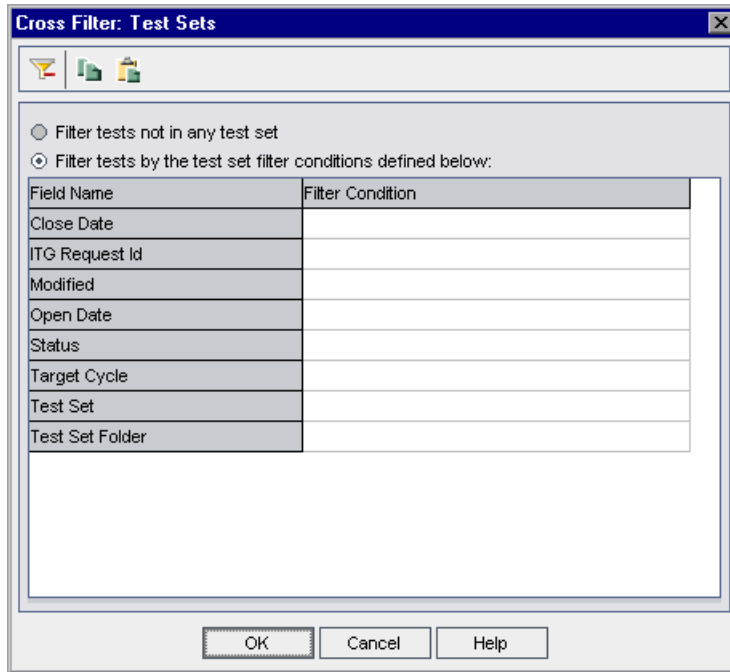 Cross Filter: Test Sets
Filter tests not in any test set
Filter tests by the test set filter conditions defined below:
Field Name Filter Condition
Close Date
ITG Request Id
Modified
Open Date
Status
Target Cycle
Test Set
Test Set Folder
OK Cancel Help